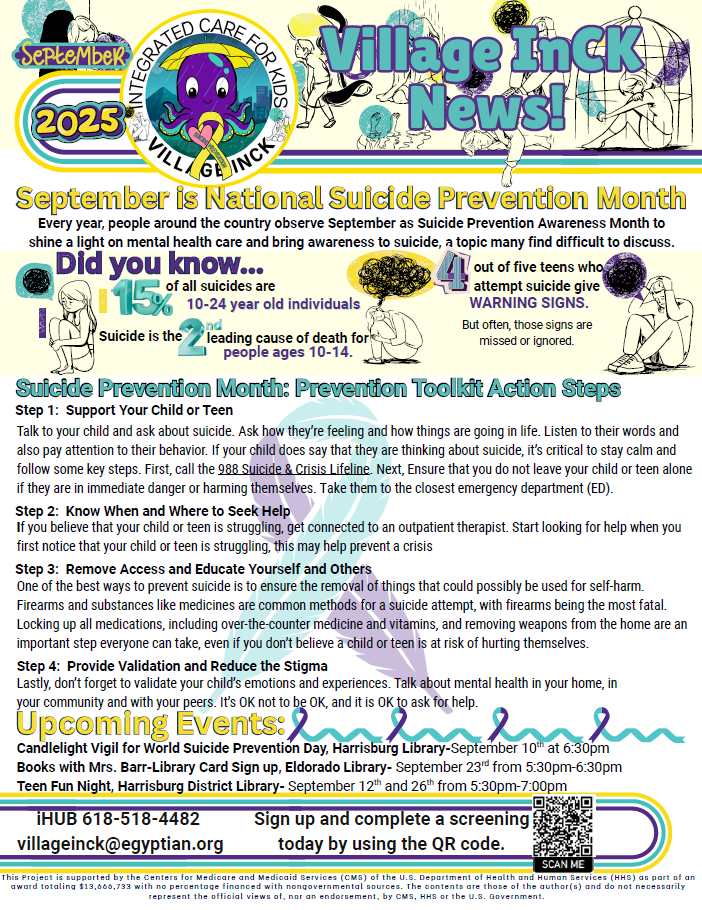 September
2025
INTEGRATED CARE FOR KIDS
VILLAGE INCK
Village InCK
News!
September is National Suicide Prevention Month
Every year, people around the country observe September as Suicide Prevention Awareness Month to
shine a light on mental health care and bring awareness to suicide, a topic many find difficult to discuss.
Did you know...
15% of all suicides are
10-24 year old individuals
Suicide is the 2nd leading cause of death for
people ages 10-14.
4 out of five teens who
attempt suicide give
WARNING SIGNS.
But often, those signs are
missed or ignored.
Suicide Prevention Month: Prevention Toolkit Action Steps
Step 1: Support Your Child or Teen
Talk to your child and ask about suicide. Ask how they're feeling and how things are going in life. Listen to their words and
also pay attention to their behavior. If your child does say that they are thinking about suicide, it's critical to stay calm and
follow some key steps. First, call the 988 Suicide & Crisis Lifeline. Next, Ensure that you do not leave your child or teen alone
if they are in immediate danger or harming themselves. Take them to the closest emergency department (ED).
Step 2: Know When and Where to Seek Help
If you believe that your child or teen is struggling, get connected to an outpatient therapist. Start looking for help when you
first notice that your child or teen is struggling, this may help prevent a crisis
Step 3: Remove Access and Educate Yourself and Others
One of the best ways to prevent suicide is to ensure the removal of things that could possibly be used for self-harm.
Firearms and substances like medicines are common methods for a suicide attempt, with firearms being the most fatal.
Locking up all medications, including over-the-counter medicine and vitamins, and removing weapons from the home are an
important step everyone can take, even if you don't believe a child or teen is at risk of hurting themselves.
Step 4: Provide Validation and Reduce the Stigma
Lastly, don't forget to validate your child's emotions and experiences. Talk about mental health in your home, in
your community and with your peers. It's OK not to be OK, and it is OK to ask for help.
Upcoming Events:
Candlelight Vigil for World Suicide Prevention Day, Harrisburg Library-September 10th at 6:30pm
Books with Mrs. Barr-Library Card Sign up, Eldorado Library- September 23rd from 5:30pm-6:30pm
Teen Fun Night, Harrisburg District Library- September 12th and 26th from 5:30pm-7:00pm
iHUB 618-518-4482
villageinck@egyptian.org
Sign up and complete a screening
today by using the QR code.
SCAN ME
This Project is supported by the Centers for Medicare and Medicaid Services (CMS) of the U.S. Department of Health and Human Services (HHS) as part of an
award totaling $13,666,733 with no percentage financed with nongovernmental sources. The contents are those of the author(s) and do not necessarily
represent the official views of, nor an endorsement, by CMS, HHS or the U.S. Government.